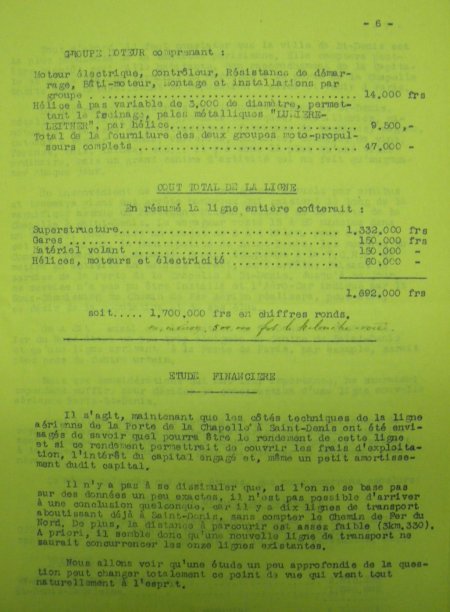 - 6 -
GROUPE MOTEUR comprenant :
Moteur électrique, Contrôleur, Résistance de démar-
rage, Bâti-moteur, Montage et installations par
groupe ........ 14.000 frs
Hélice à pas variable de 3,000 de diamètre, permet-
tant le freinage, pales métalliques "LUMIERE-
LEITNER", par hélice........ 9.500,-
Total de la fourniture des deux groupes moto-propul-
seurs complets ........ 47.000 -
COUT TOTAL DE LA LIGNE
En résumé la ligne entière coûterait :
Superstructure........ 1.332.000 frs
Gares ........ 150.000 frs
Matériel volant ........ 150.000 -
Hélices, moteurs et électricité ........ 60.000 -
1.692.000 frs
soit..... 1,700.000 frs en chiffres ronds.
500 000 frs le
ETUDE FINANCIERE
Il s'agit, maintenant que les côtés techniques de la ligne
aérienne de la Porte de la Chapelle à Saint-Denis ont été envi-
sagés de savoir quel pourra être le rendement de cette ligne
et si ce rendement permettrait de couvrir les frais d'exploita-
tion, l'intérêt du capital engagé et, même un petit amortisse-
ment dudit capital.
Il n'y a pas à se dissimuler que, si l'on ne se base pas
sur des données un peu exactes, il n'est pas possible d'arriver
à une conclusion quelconque, car il y a dix lignes de transport
aboutissant déjà à Saint-Denis, sans compter le Chemin de Fer du
Nord. De plus, la distance à parcourir est assez faible (3km,330).
A priori, il semble donc qu'une nouvelle ligne de transport ne
saurait concurrencer les onze lignes existantes.
Nous allons voir qu'une étude un peu approfondie de la ques-
tion peut changer totalement ce point de vue qui vient tout
naturellement à l'esprit.